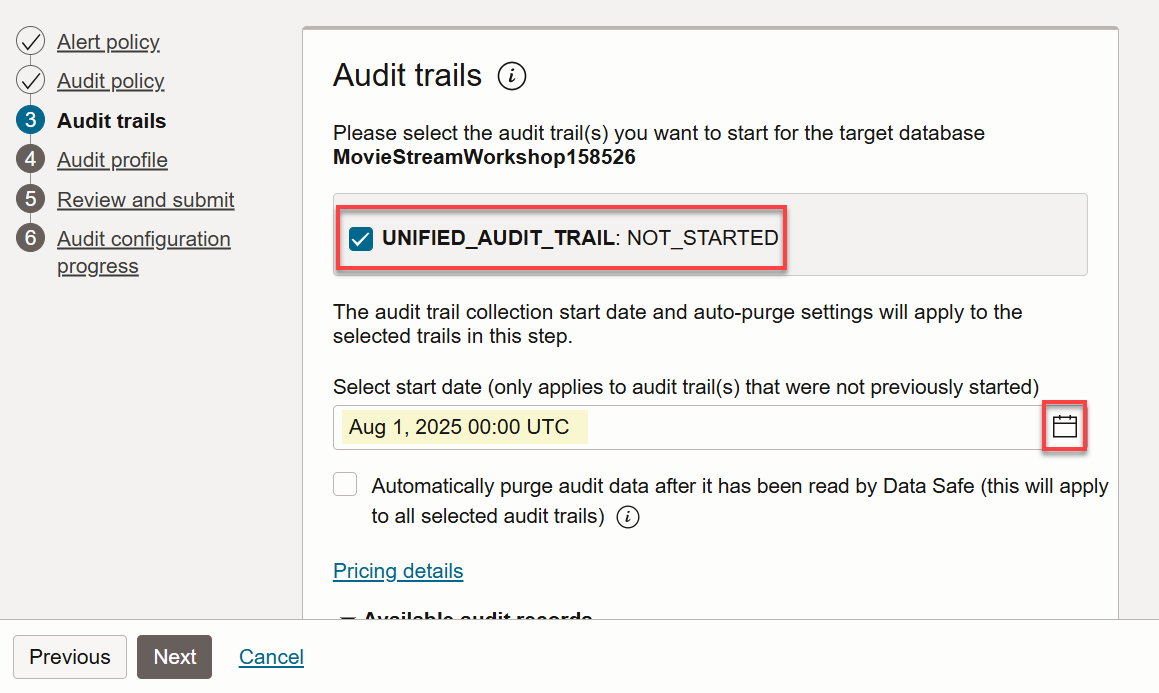 Alert policy
Audit policy
3 Audit trails
4 Audit profile
5 Review and submit
6 Audit configuration
progress
Audit trails i
Please select the audit trail(s) you want to start for the target database
MovieStreamWorkshop158526
UNIFIED_AUDIT_TRAIL: NOT_STARTED
The audit trail collection start date and auto-purge settings will apply to the
selected trails in this step.
Select start date (only applies to audit trail(s) that were not previously started)
Aug 1, 2025 00:00 UTC
Automatically purge audit data after it has been read by Data Safe (this will apply
to all selected audit trails) i
Pricing details
Available audit records
Previous Next Cancel